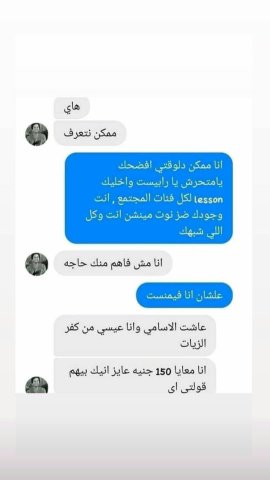 هاي
ممكن نتعرف
انا ممكن دلوقتي افضحك
يامتحرش يا رابيست واخليك
lesson لكل فئات المجتمع , انت
وجودك ضز نوت مينشن انت وكل
اللي شبهك
انا مش فاهم منك حاجه
علشان انا فيمنست
عاشت الاسامي وانا عيسي من كفر
الزيات
انا معايا 150 جنيه عايز انيك بيهم
قولتي اي